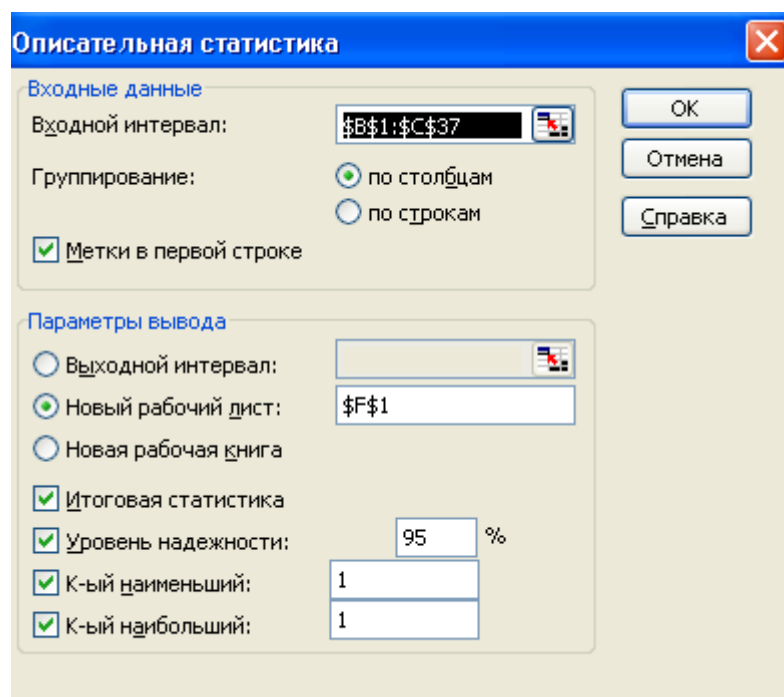 Описательная статистика
Входные данные
Входной интервал: $B$1:$C$37
Группирование: по столбцам
по строкам
Метки в первой строке
OK
Отмена
Справка
Параметры вывода
Выходной интервал:
Новый рабочий лист: $F$1
Новая рабочая книга
Итоговая статистика
Уровень надежности: 95 %
К-ый наименьший: 1
К-ый наибольший: 1